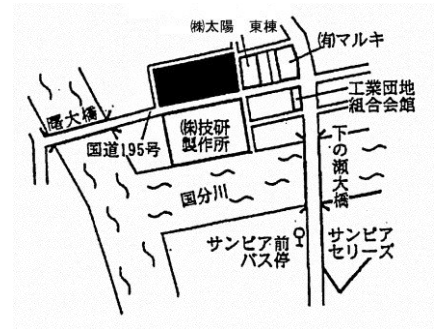 ㈱太陽 東棟
㈲マルキ
工業団地
組合会館
曙大橋
国道195号
㈱技研
製作所
下の瀬大橋
国分川
サンピア前
バス停
サンピア
セリーズ